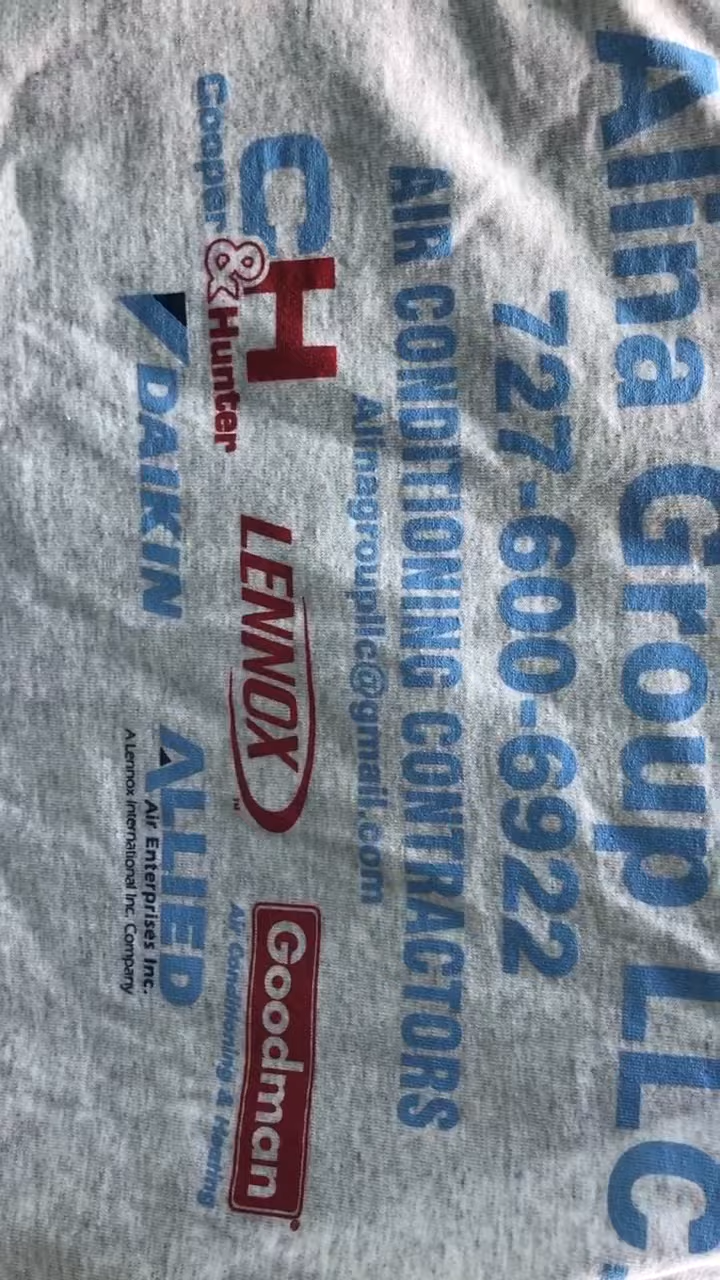 Alina Group LLC.
727-600-6922
AIR CONDITIONING CONTRACTORS
Alinagroupllc@gmail.com
CH
Cooper & Hunter
LENNOX™
Goodman®
Air Conditioning & Heating
DAIKIN
ALLIED
Air Enterprises Inc.
A Lennox International Inc. Company